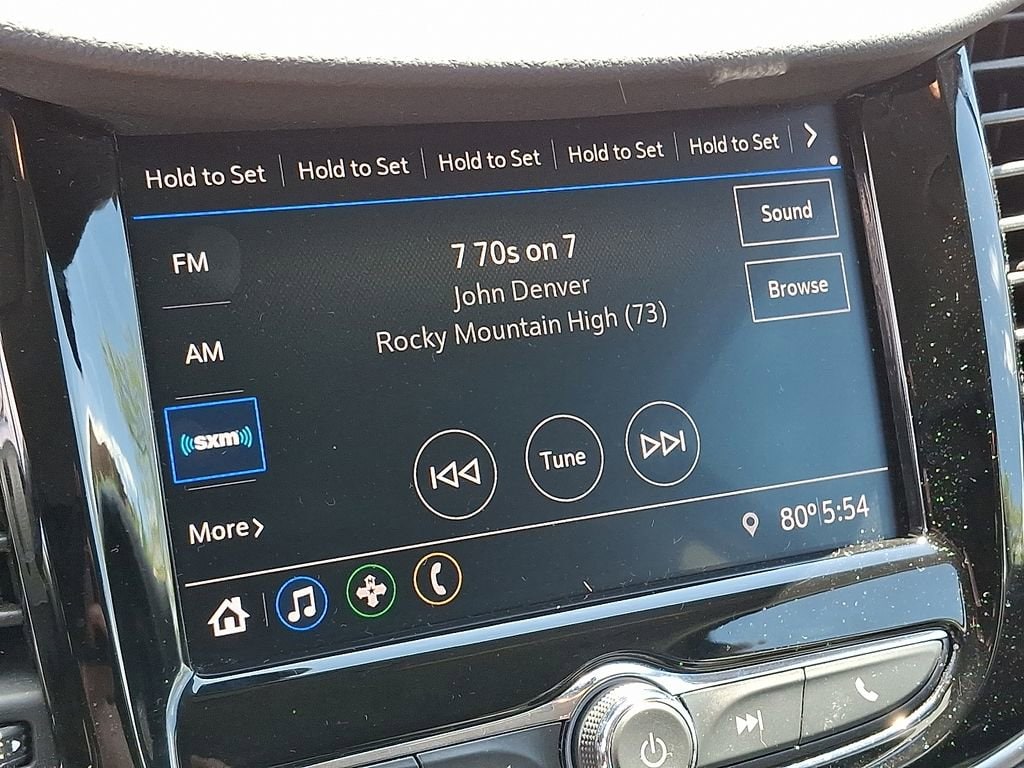 Hold to Set Hold to Set Hold to Set Hold to Set Hold to Set
Sound
FM
7 70s on 7
John Denver
Browse
Rocky Mountain High (73)
AM
sxm
Tune
More
80° 5:54